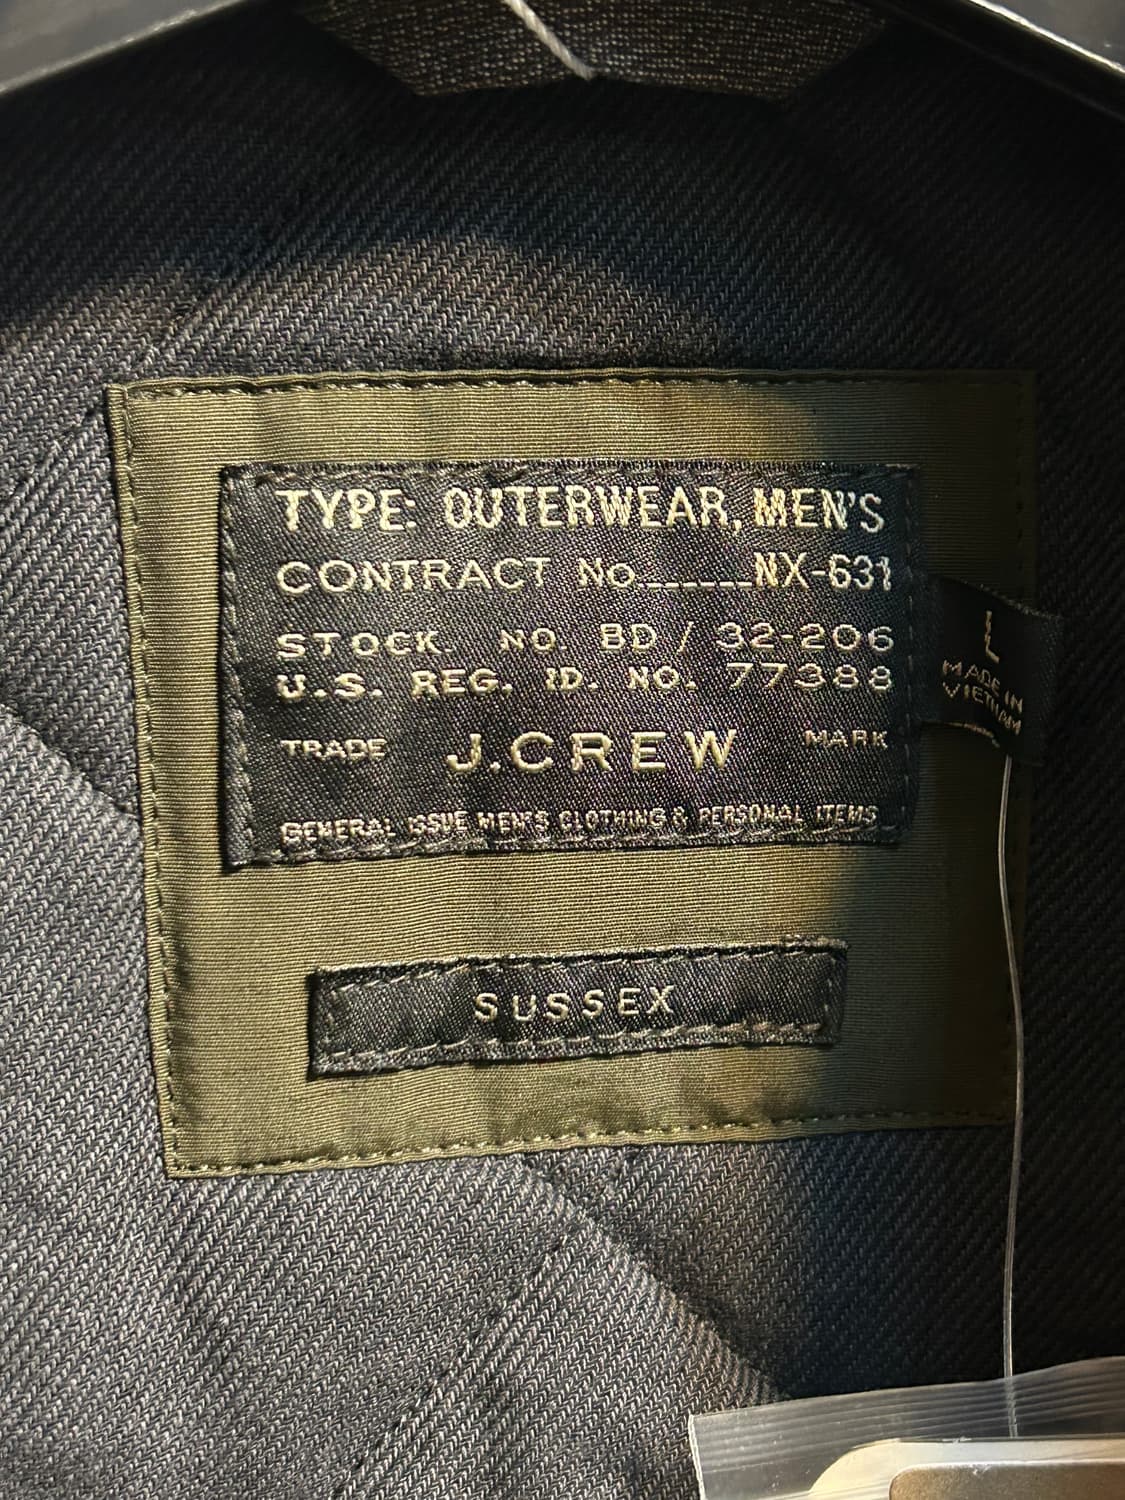 TYPE: OUTERWEAR, MEN'S
CONTRACT No.______NX-631
STOCK. NO. BD / 32-206
U.S. REG. ID. NO. 77388
TRADE J.CREW MARK
GENERAL ISSUE MEN'S CLOTHING & PERSONAL ITEMS
L
MADE IN
VIETNAM
SUSSEX